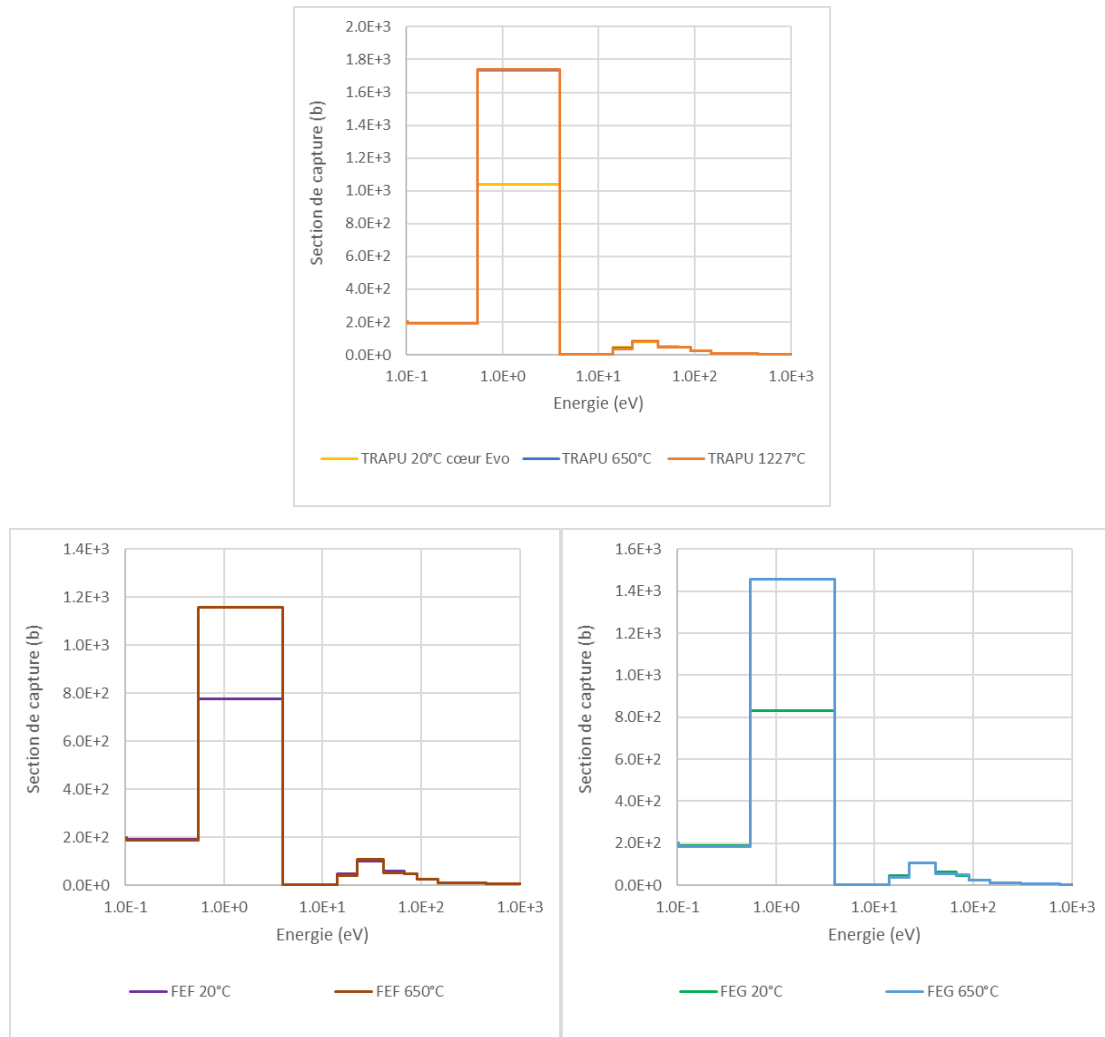 2.0E+3
1.8E+3
1.6E+3
1.4E+3
1.2E+3
1.0E+3
8.0E+2
6.0E+2
4.0E+2
2.0E+2
0.0E+0
Section de capture (b)
1.0E-1 1.0E+0 1.0E+1 1.0E+2 1.0E+3
Energie (eV)
TRAPU 20°C cœur Evo TRAPU 650°C TRAPU 1227°C
1.4E+3
1.2E+3
1.0E+3
8.0E+2
6.0E+2
4.0E+2
2.0E+2
0.0E+0
Section de capture (b)
1.0E-1 1.0E+0 1.0E+1 1.0E+2 1.0E+3
Energie (eV)
FEF 20°C FEF 650°C
1.6E+3
1.4E+3
1.2E+3
1.0E+3
8.0E+2
6.0E+2
4.0E+2
2.0E+2
0.0E+0
Section de capture (b)
1.0E-1 1.0E+0 1.0E+1 1.0E+2 1.0E+3
Energie (eV)
FEG 20°C FEG 650°C